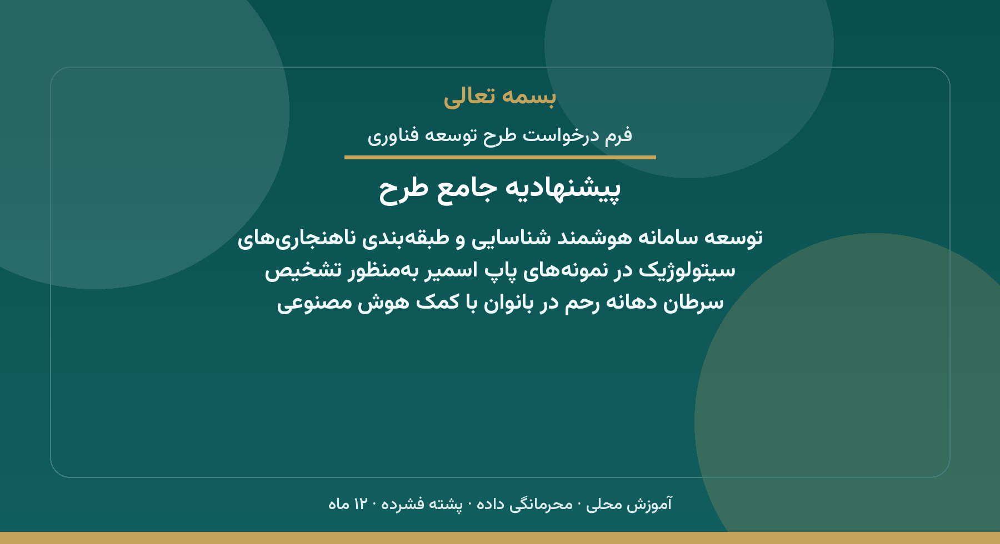 بسمه تعالی
فرم درخواست طرح توسعه فناوری
پیشنهادیه جامع طرح
توسعه سامانه هوشمند شناسایی و طبقه‌بندی ناهنجاری‌های
سیتولوژیک در نمونه‌های پاپ اسمیر به‌منظور تشخیص
سرطان دهانه رحم در بانوان با کمک هوش مصنوعی
آموزش محلی · محرمانگی داده · پشته فشرده · ۱۲ ماه